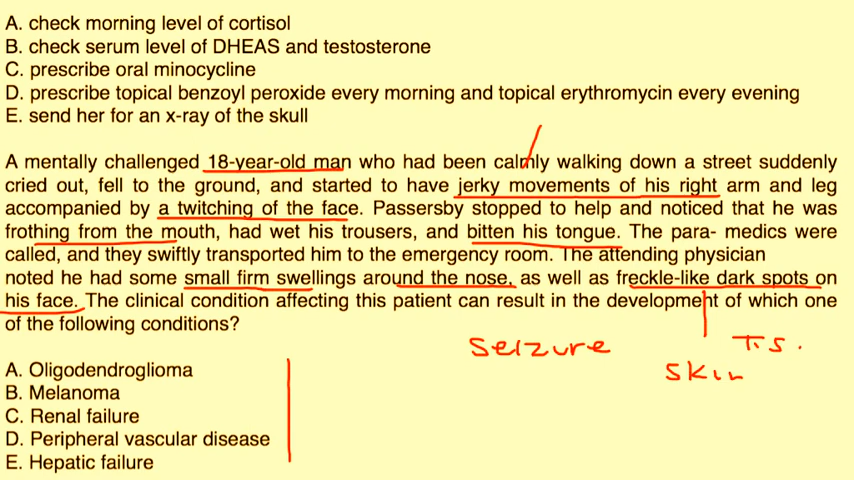 A. check morning level of cortisol
B. check serum level of DHEAS and testosterone
C. prescribe oral minocycline
D. prescribe topical benzoyl peroxide every morning and topical erythromycin every evening
E. send her for an x-ray of the skull
A mentally challenged 18-year-old man who had been calmly walking down a street suddenly
cried out, fell to the ground, and started to have jerky movements of his right arm and leg
accompanied by a twitching of the face. Passersby stopped to help and noticed that he was
frothing from the mouth, had wet his trousers, and bitten his tongue. The para- medics were
called, and they swiftly transported him to the emergency room. The attending physician
noted he had some small firm swellings around the nose, as well as freckle-like dark spots on
his face. The clinical condition affecting this patient can result in the development of which one
of the following conditions?
seizure
T.S.
skin
A. Oligodendroglioma
B. Melanoma
C. Renal failure
D. Peripheral vascular disease
E. Hepatic failure